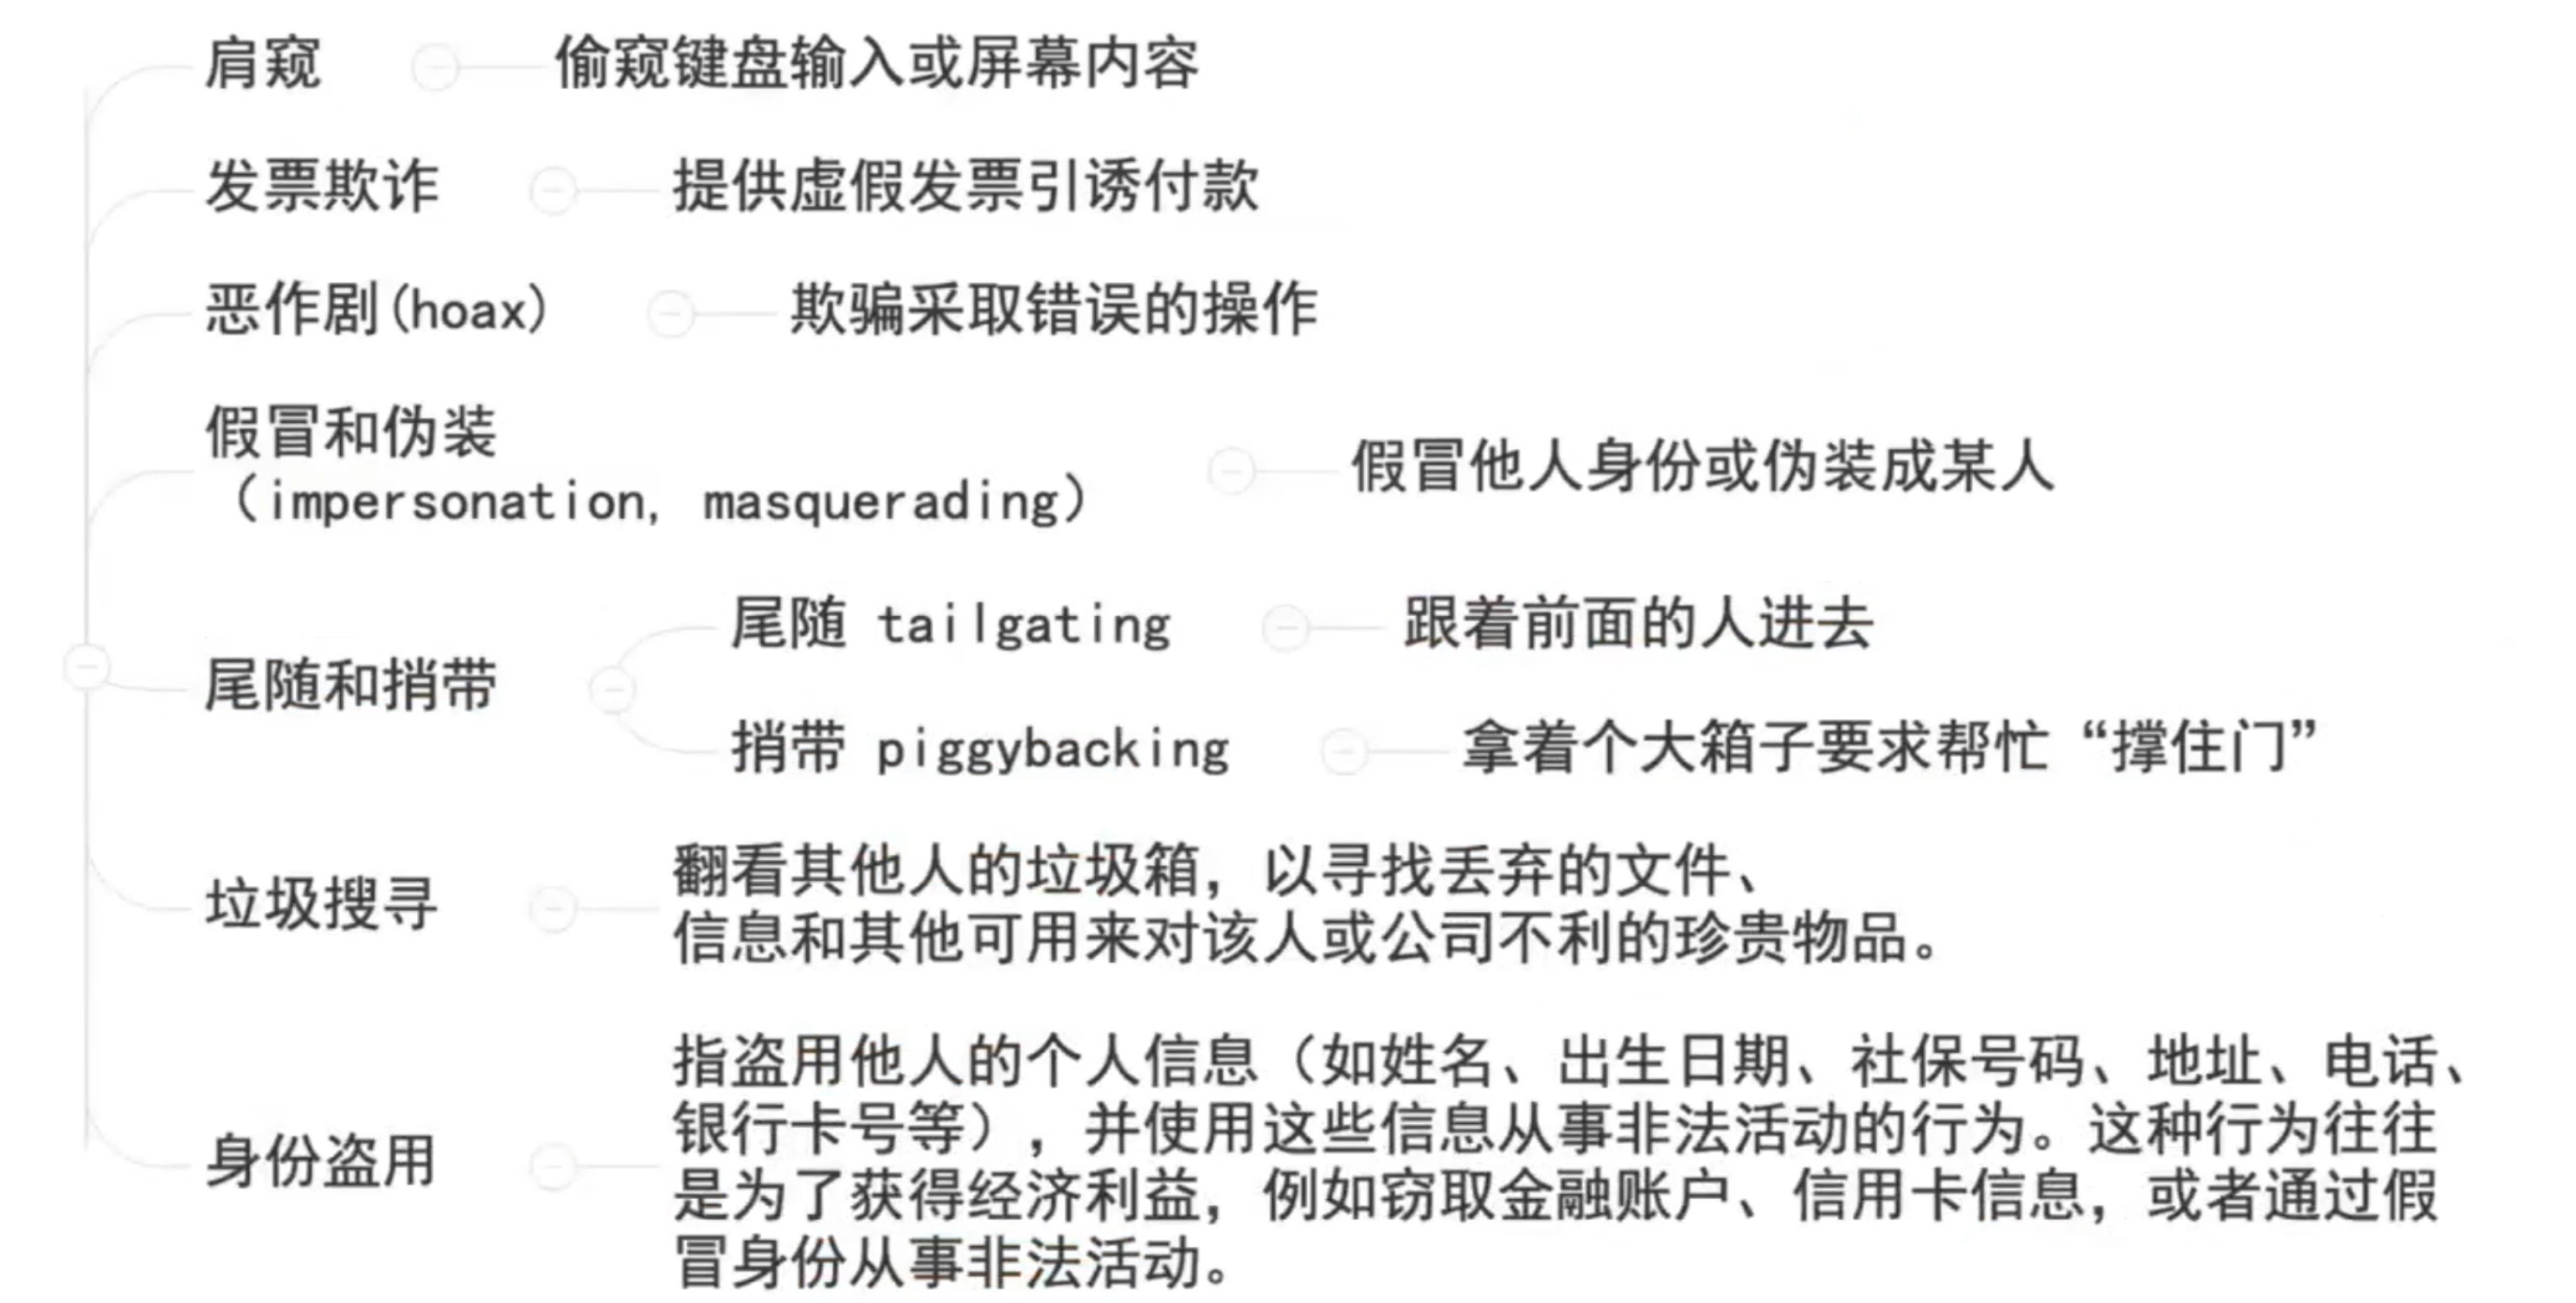 肩窥 偷窥键盘输入或屏幕内容
发票欺诈 提供虚假发票引诱付款
恶作剧(hoax) 欺骗采取错误的操作
假冒和伪装
（impersonation, masquerading） 假冒他人身份或伪装成某人
尾随和捎带
尾随 tailgating 跟着前面的人进去
捎带 piggybacking 拿着个大箱子要求帮忙“撑住门”
垃圾搜寻
翻看其他人的垃圾箱，以寻找丢弃的文件、
信息和其他可用来对该人或公司不利的珍贵物品。
身份盗用
指盗用他人的个人信息（如姓名、出生日期、社保号码、地址、电话、
银行卡号等），并使用这些信息从事非法活动的行为。这种行为往往
是为了获得经济利益，例如窃取金融账户、信用卡信息，或者通过假
冒身份从事非法活动。